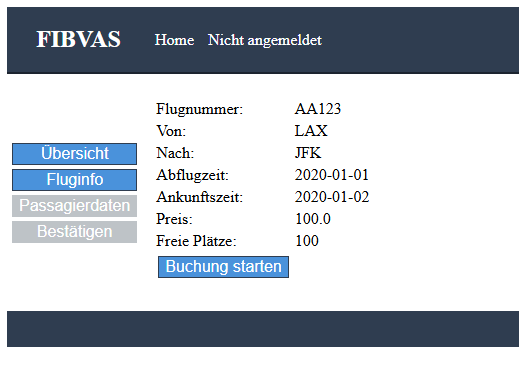 FIBVAS Home Nicht angemeldet
Übersicht
Fluginfo
Passagierdaten
Bestätigen
Flugnummer: AA123
Von: LAX
Nach: JFK
Abflugzeit: 2020-01-01
Ankunftszeit: 2020-01-02
Preis: 100.0
Freie Plätze: 100
Buchung starten